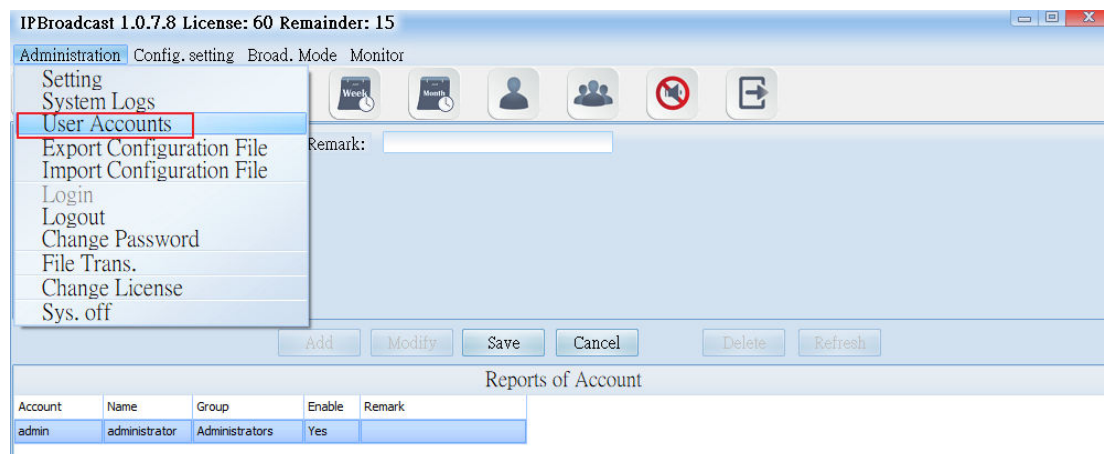 IPBroadcast 1.0.7.8 License: 60 Remainder: 15
Administration Config. setting Broad. Mode Monitor
Setting
System Logs
User Accounts
Export Configuration File
Import Configuration File
Login
Logout
Change Password
File Trans.
Change License
Sys. off
Week
Month
Remark:
Add Modify Save Cancel Delete Refresh
Reports of Account
Account Name Group Enable Remark
admin administrator Administrators Yes